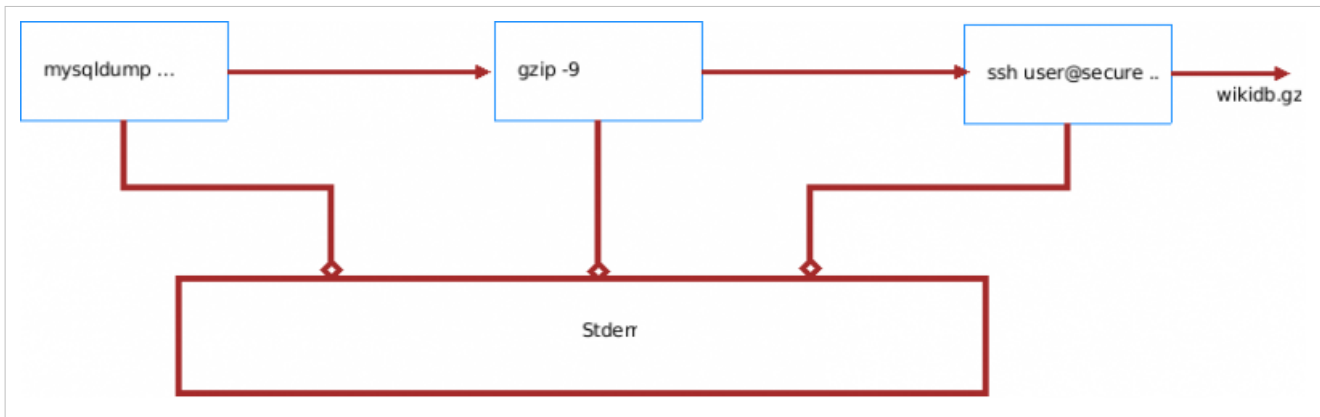 mysqldump ...
gzip -9
ssh user@secure ..
wikidb.gz
Stderr